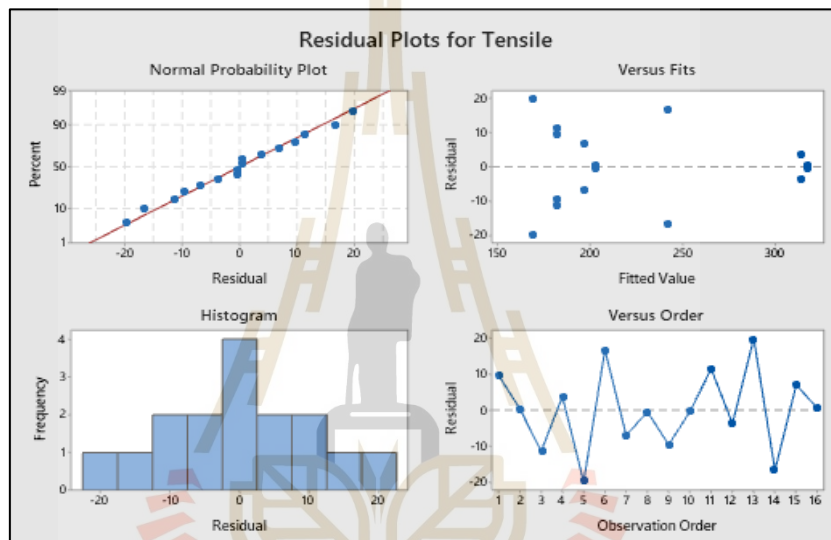 Residual Plots for Tensile
Normal Probability Plot
99
90
50
10
1
Percent
-20 -10 0 10 20
Residual
Versus Fits
20
10
0
-10
-20
Residual
150 200 250 300
Fitted Value
Histogram
4
3
2
1
0
Frequency
-20 -10 0 10 20
Residual
Versus Order
20
10
0
-10
-20
Residual
1 2 3 4 5 6 7 8 9 10 11 12 13 14 15 16
Observation Order